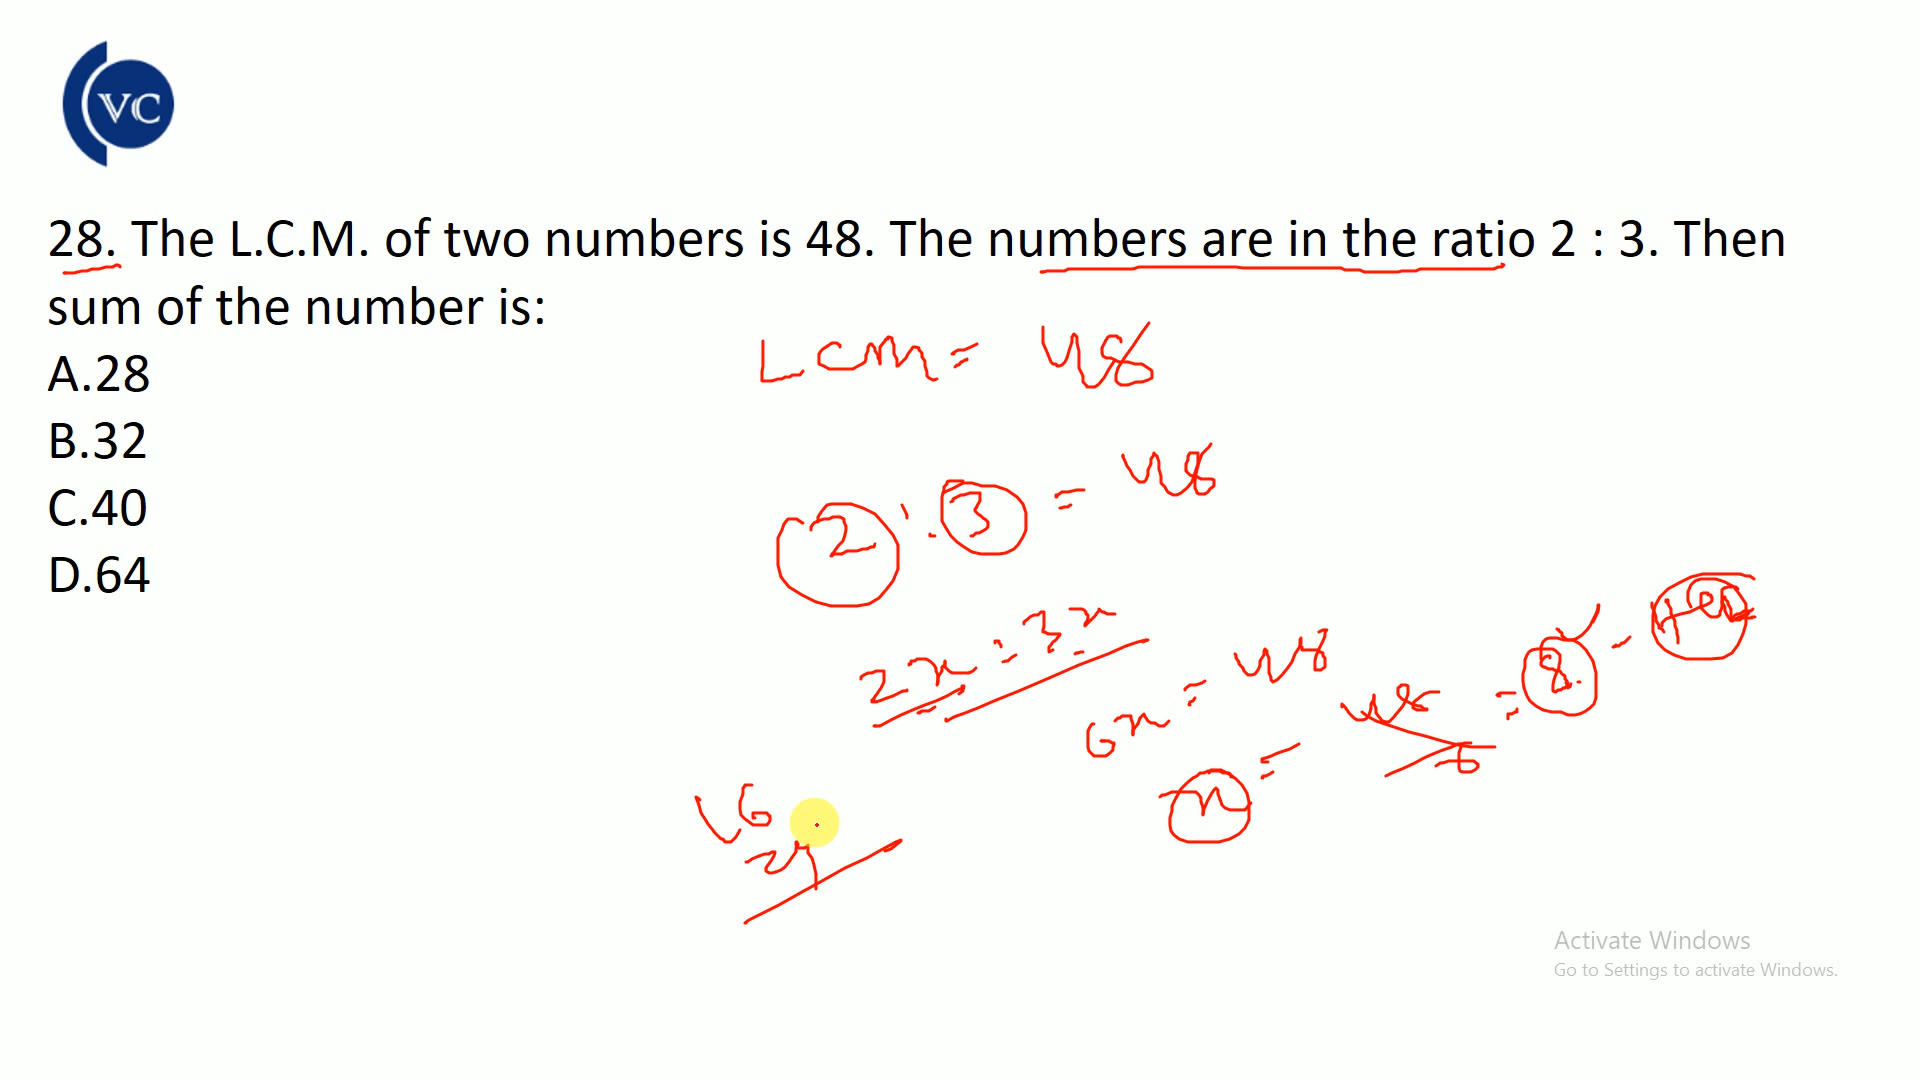 VC
28. The L.C.M. of two numbers is 48. The numbers are in the ratio 2 : 3. Then
sum of the number is:
A.28
B.32
C.40
D.64
LCM = 48
2 : 3 = 48
2x : 3x
6x = 48
x = 48/6 = 8 -
16
24
Activate Windows
Go to Settings to activate Windows.